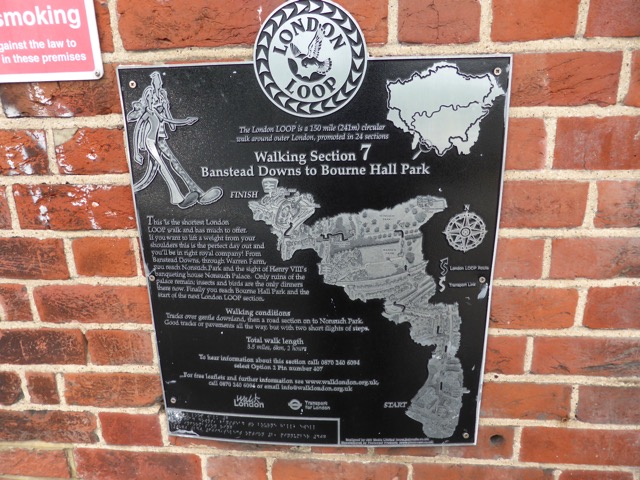 smoking
against the law to
in these premises
LONDON
LOOP
The London LOOP is a 150 mile (241m) circular
walk around outer London, promoted in 24 sections
Walking Section 7
Banstead Downs to Bourne Hall Park
FINISH
This is the shortest London
LOOP walk and has much to offer.
If you want to lift a weight from your
shoulders this is the perfect day out and
you'll be in right royal company! From
Banstead Downs, through Warren Farm,
you reach Nonsuch Park and the sight of Henry VIII's
banqueting house Nonsuch Palace. Only ruins of the
palace remain; insects and birds are the only dinners
there now. Finally you reach Bourne Hall Park and the
start of the next London LOOP section.
N
London LOOP Route
Transport Link
Walking conditions
Tracks over gentle downland, then a road section on to Nonsuch Park.
Good tracks or pavements all the way, but with two short flights of steps.
Total walk length
3.5 miles, 6km, 2 hours
To hear information about this section call: 0870 240 6094
select Option 2 Pin number 407
For free leaflets and further information see www.walklondon.org.uk,
call 0870 240 6094 or email info@walklondon.org.uk
Walk
London
Transport
for London
START